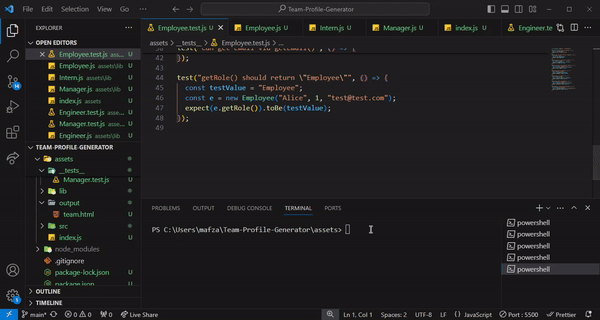 Team-Profile-Generator
EXPLORER
OPEN EDITORS
Employee.test.js asse... U
Employee.js assets\lib U
Intern.js assets\lib U
Manager.js assets\lib U
index.js assets U
Engineer.test.js asse... U
Manager.test.js asse... U
Engineer.js assets\lib U
TEAM-PROFILE-GENERATOR
assets
__tests__
Manager.test.js U
lib
output
team.html U
src
index.js U
node_modules
.gitignore
package-lock.json U
package.json U
OUTLINE
TIMELINE
Employee.test.js U
Employee.js U
Intern.js U
Manager.js U
index.js U
Engineer.te
assets > __tests__ > Employee.test.js > ...
42 });
43
44 test("getRole() should return \"Employee\"", () => {
45 const testValue = "Employee";
46 const e = new Employee("Alice", 1, "test@test.com");
47 expect(e.getRole()).toBe(testValue);
48 });
49
PROBLEMS OUTPUT DEBUG CONSOLE TERMINAL PORTS
PS C:\Users\mafza\Team-Profile-Generator\assets>
powershell
powershell
powershell
powershell
powershell
main* 0 0 0 Live Share
Ln 1, Col 1 Spaces: 2 UTF-8 LF JavaScript Port : 5500 Prettier